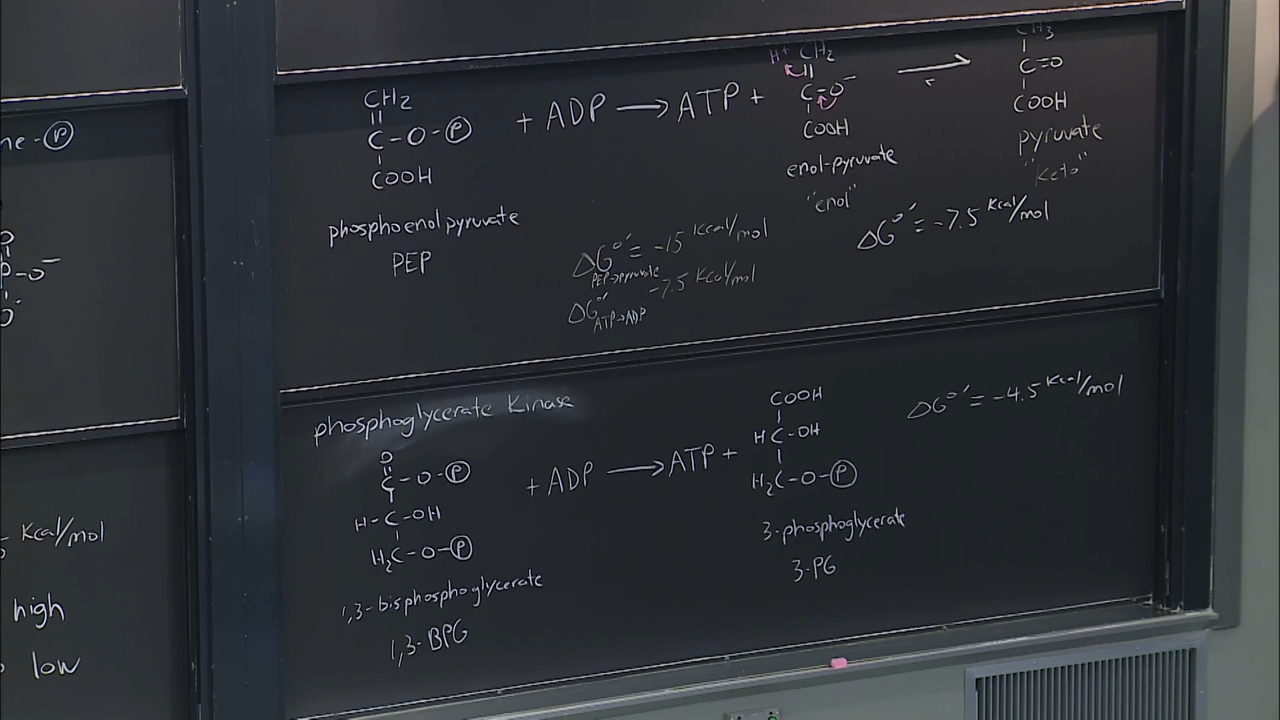 ne-Ⓟ
O
P-O⁻
O
Kcal/mol
high
low
CH₂
||
C-O-Ⓟ
COOH
phosphoenolpyruvate
PEP
+ ADP ⟶ ATP +
H⁺ CH₂
||
C-O⁻
COOH
enol-pyruvate
"enol"
CH₃
C=O
COOH
pyruvate
"Keto"
ΔG°′ = -15 Kcal/mol
PEP→pyruvate
ΔG°′ -7.5 Kcal/mol
ATP→ADP
ΔG°′ = -7.5 Kcal/mol
phosphoglycerate Kinase
O
||
C-O-Ⓟ
H-C-OH
H₂C-O-Ⓟ
1,3-bisphosphoglycerate
1,3-BPG
+ ADP ⟶ ATP +
COOH
HC-OH
H₂C-O-Ⓟ
3-phosphoglycerate
3-PG
ΔG°′ = -4.5 Kcal/mol